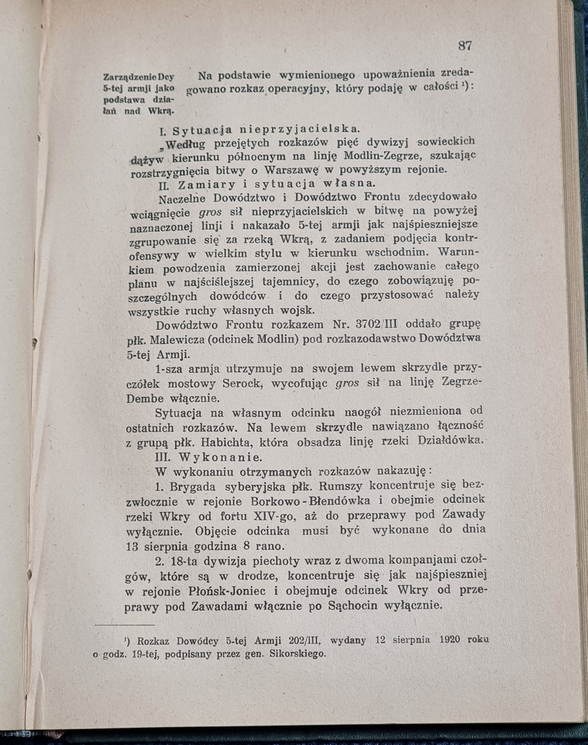 87
Zarządzenie Dcy
5-tej armji jako
podstawa dzia-
łań nad Wkrą.
Na podstawie wymienionego upoważnienia zreda-
gowano rozkaz operacyjny, który podaję w całości ¹):
I. Sytuacja nieprzyjacielska.
„Według przejętych rozkazów pięć dywizyj sowieckich
dążyw kierunku północnym na linję Modlin-Zegrze, szukając
rozstrzygnięcia bitwy o Warszawę w powyższym rejonie.
II. Zamiary i sytuacja własna.
Naczelne Dowództwo i Dowództwo Frontu zdecydowało
wciągnięcie gros sił nieprzyjacielskich w bitwę na powyżej
naznaczonej linji i nakazało 5-tej armji jak najśpieszniejsze
zgrupowanie się za rzeką Wkrą, z zadaniem podjęcia kontr-
ofensywy w wielkim stylu w kierunku wschodnim. Warun-
kiem powodzenia zamierzonej akcji jest zachowanie całego
planu w najściślejszej tajemnicy, do czego zobowiązuję po-
szczególnych dowódców i do czego przystosować należy
wszystkie ruchy własnych wojsk.
Dowództwo Frontu rozkazem Nr. 3702/III oddało grupę
płk. Malewicza (odcinek Modlin) pod rozkazodawstwo Dowództwa
5-tej Armji.
1-sza armja utrzymuje na swojem lewem skrzydle przy-
czółek mostowy Serock, wycofując gros sił na linję Zegrze-
Dembe włącznie.
Sytuacja na własnym odcinku naogół niezmieniona od
ostatnich rozkazów. Na lewem skrzydle nawiązano łączność
z grupą płk. Habichta, która obsadza linję rzeki Działdówka.
III. Wykonanie.
W wykonaniu otrzymanych rozkazów nakazuję:
1. Brygada syberyjska płk. Rumszy koncentruje się bez-
zwłocznie w rejonie Borkowo-Błendówka i obejmie odcinek
rzeki Wkry od fortu XIV-go, aż do przeprawy pod Zawady
wyłącznie. Objęcie odcinka musi być wykonane do dnia
13 sierpnia godzina 8 rano.
2. 18-ta dywizja piechoty wraz z dwoma kompanjami czoł-
gów, które są w drodze, koncentruje się jak najśpieszniej
w rejonie Płońsk-Joniec i obejmuje odcinek Wkry od prze-
prawy pod Zawadami włącznie po Sąchocin wyłącznie.
¹) Rozkaz Dowódcy 5-tej Armji 202/III, wydany 12 sierpnia 1920 roku
o godz. 19-tej, podpisany przez gen. Sikorskiego.